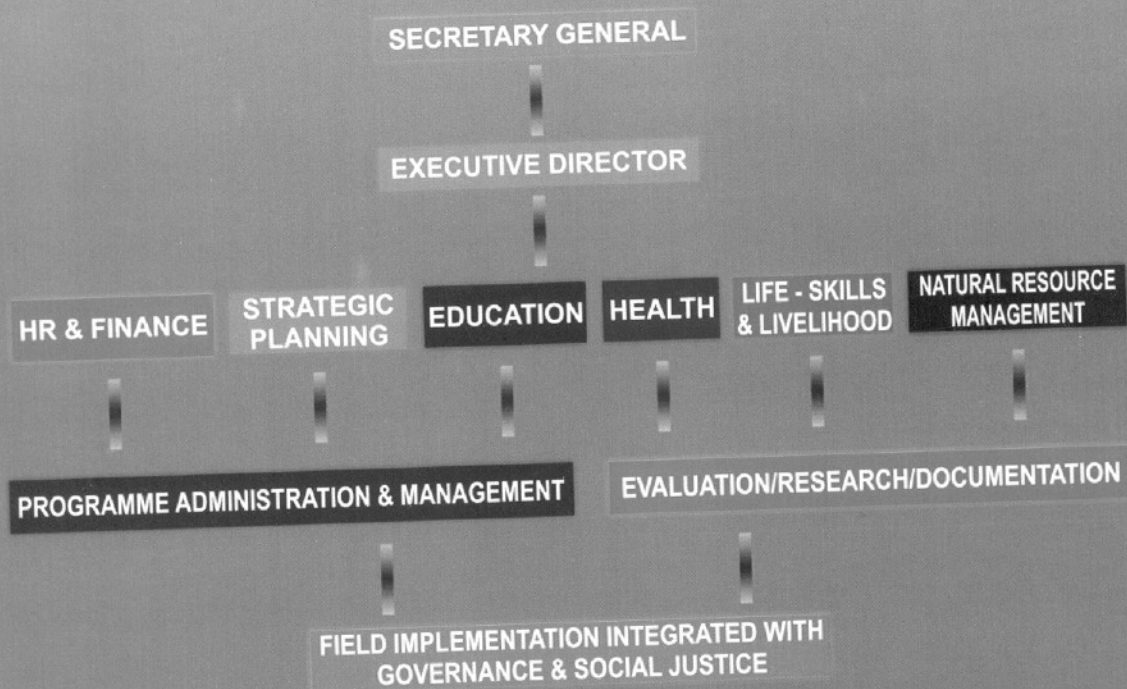 SECRETARY GENERAL
EXECUTIVE DIRECTOR
HR & FINANCE
STRATEGIC
PLANNING
EDUCATION
HEALTH
LIFE - SKILLS
& LIVELIHOOD
NATURAL RESOURCE
MANAGEMENT
PROGRAMME ADMINISTRATION & MANAGEMENT
EVALUATION/RESEARCH/DOCUMENTATION
FIELD IMPLEMENTATION INTEGRATED WITH
GOVERNANCE & SOCIAL JUSTICE